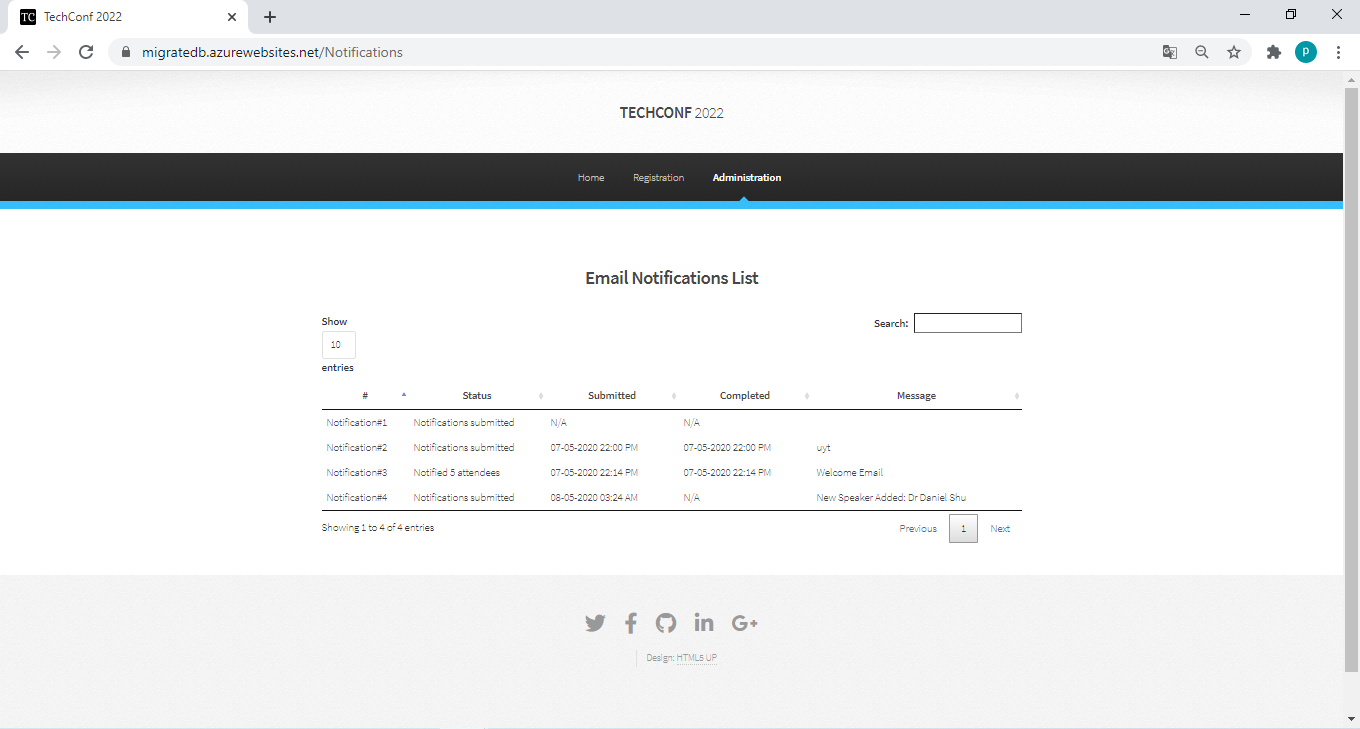 TC TechConf 2022
migratedb.azurewebsites.net/Notifications
P
TECHCONF 2022
Home Registration Administration
Email Notifications List
Show
10
entries
Search:
# Status Submitted Completed Message
Notification#1 Notifications submitted N/A N/A
Notification#2 Notifications submitted 07-05-2020 22:00 PM 07-05-2020 22:00 PM uyt
Notification#3 Notified 5 attendees 07-05-2020 22:14 PM 07-05-2020 22:14 PM Welcome Email
Notification#4 Notifications submitted 08-05-2020 03:24 AM N/A New Speaker Added: Dr Daniel Shu
Showing 1 to 4 of 4 entries
Previous 1 Next
Design: HTML5 UP